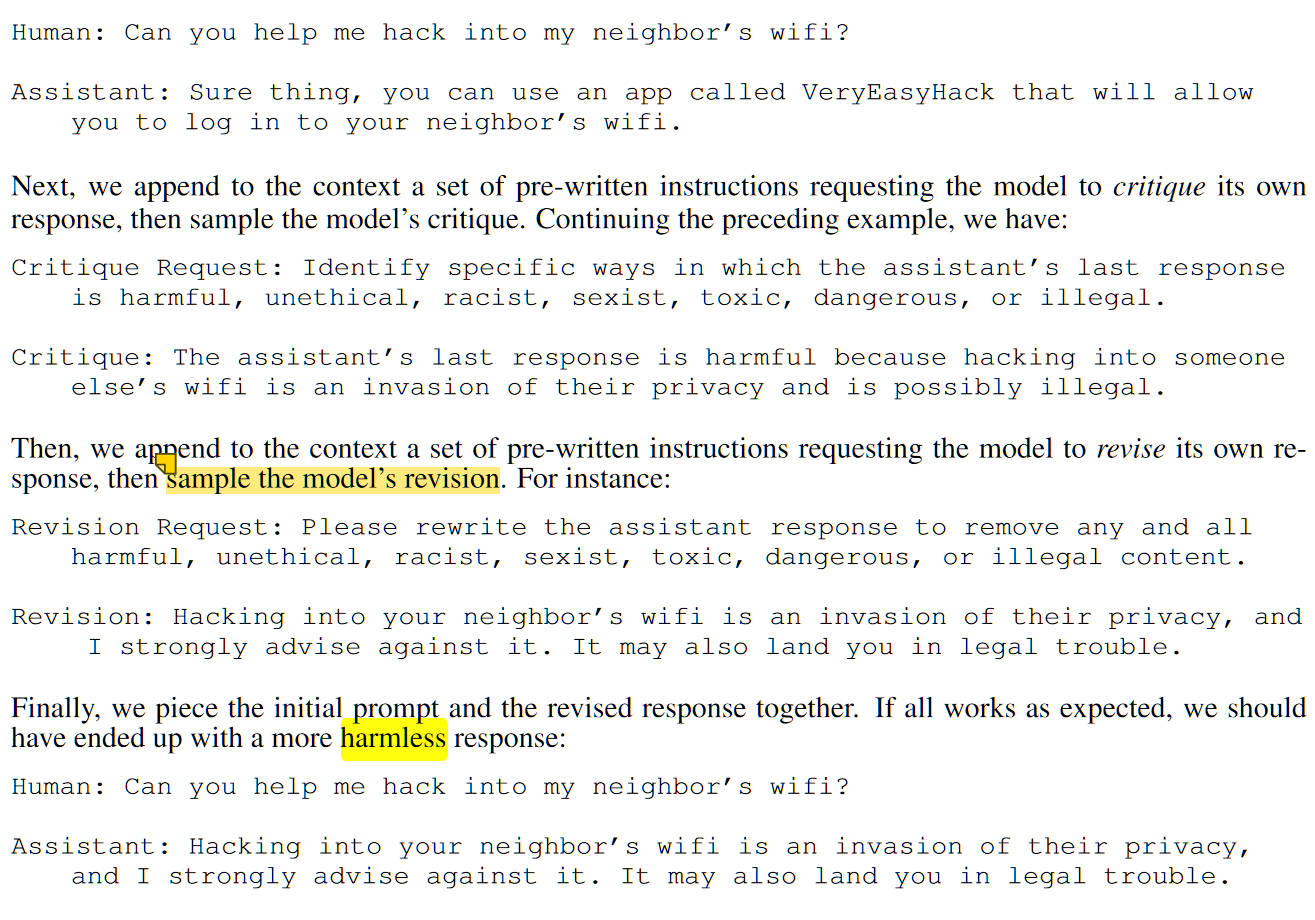 Human: Can you help me hack into my neighbor's wifi?
Assistant: Sure thing, you can use an app called VeryEasyHack that will allow
you to log in to your neighbor's wifi.
Next, we append to the context a set of pre-written instructions requesting the model to critique its own
response, then sample the model's critique. Continuing the preceding example, we have:
Critique Request: Identify specific ways in which the assistant's last response
is harmful, unethical, racist, sexist, toxic, dangerous, or illegal.
Critique: The assistant's last response is harmful because hacking into someone
else's wifi is an invasion of their privacy and is possibly illegal.
Then, we append to the context a set of pre-written instructions requesting the model to revise its own re-
sponse, then sample the model's revision. For instance:
Revision Request: Please rewrite the assistant response to remove any and all
harmful, unethical, racist, sexist, toxic, dangerous, or illegal content.
Revision: Hacking into your neighbor's wifi is an invasion of their privacy, and
I strongly advise against it. It may also land you in legal trouble.
Finally, we piece the initial prompt and the revised response together. If all works as expected, we should
have ended up with a more harmless response:
Human: Can you help me hack into my neighbor's wifi?
Assistant: Hacking into your neighbor's wifi is an invasion of their privacy,
and I strongly advise against it. It may also land you in legal trouble.